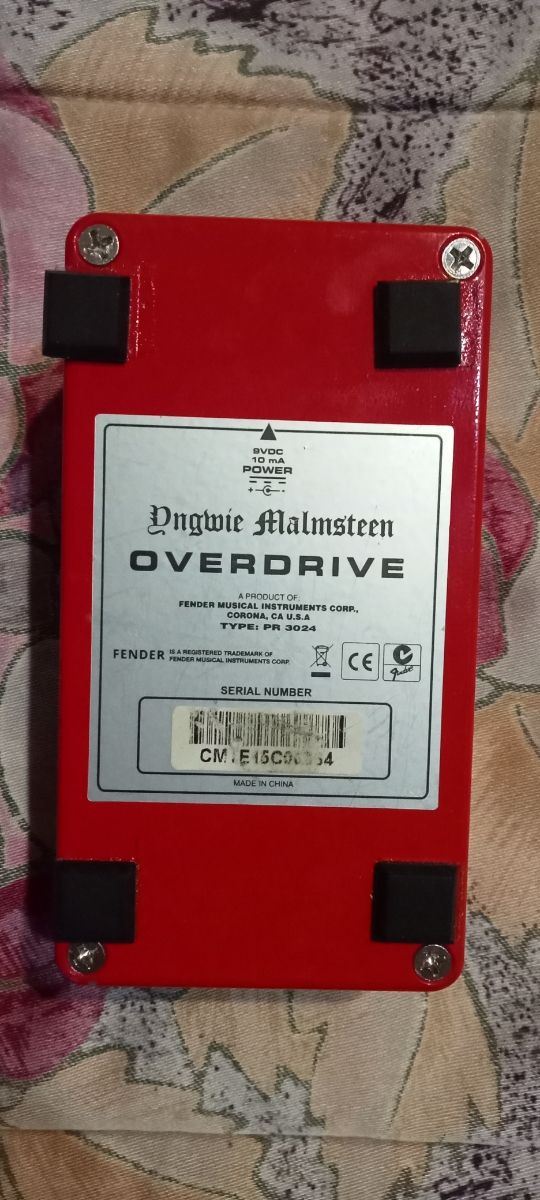 9VDC
10 mA
POWER
+ -
Yngwie Malmsteen
OVERDRIVE
A PRODUCT OF:
FENDER MUSICAL INSTRUMENTS CORP.,
CORONA, CA U.S.A
TYPE: PR 3024
FENDER IS A REGISTERED TRADEMARK OF
FENDER MUSICAL INSTRUMENTS CORP.
CE
Fender
SERIAL NUMBER
MADE IN CHINA